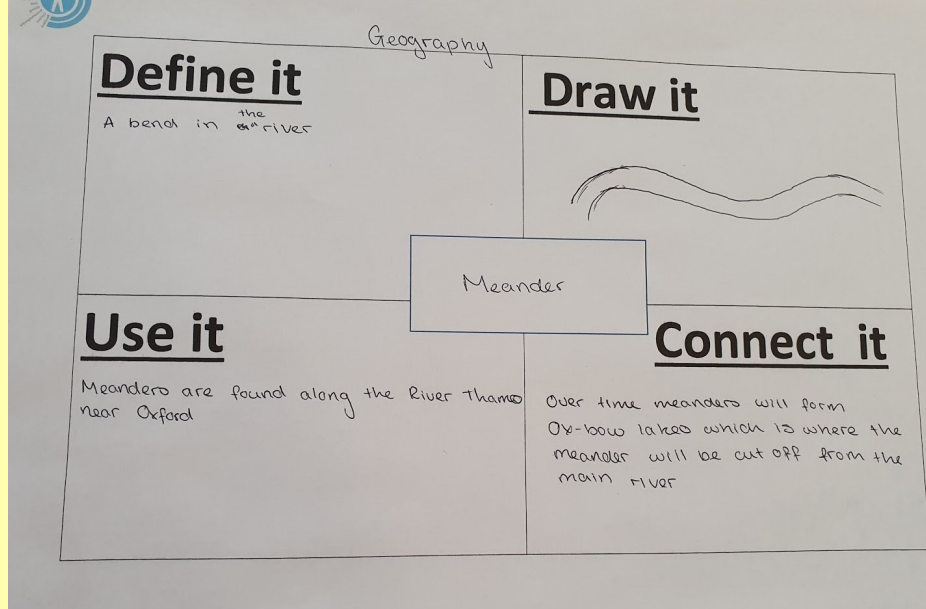 Geography
Define it
A bend in the river
Draw it
Meander
Use it
Meanders are found along the River Thames
near Oxford
Connect it
Over time meanders will form
Ox-bow lakes which is where the
meander will be cut off from the
main river